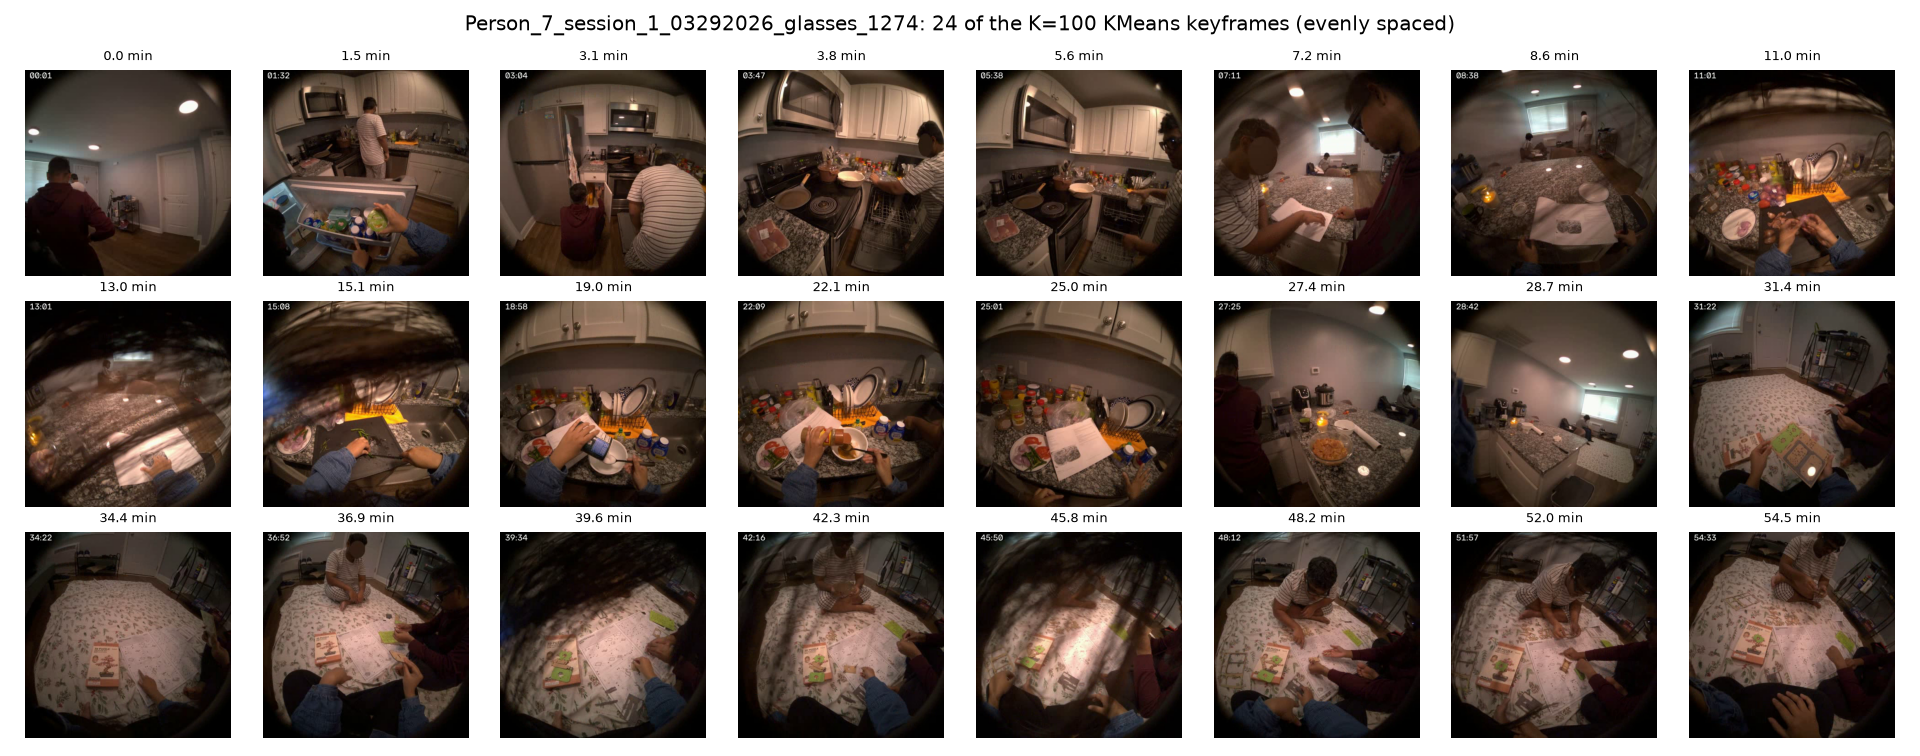 Person_7_session_1_03292026_glasses_1274: 24 of the K=100 KMeans keyframes (evenly spaced)
0.0 min 1.5 min 3.1 min 3.8 min 5.6 min 7.2 min 8.6 min 11.0 min
00:01 01:32 03:04 03:47 05:38 07:11 08:38 11:01
13.0 min 15.1 min 19.0 min 22.1 min 25.0 min 27.4 min 28.7 min 31.4 min
13:01 15:08 18:58 22:09 25:01 27:25 28:42 31:22
34.4 min 36.9 min 39.6 min 42.3 min 45.8 min 48.2 min 52.0 min 54.5 min
34:22 36:52 39:34 42:16 45:50 48:12 51:57 54:33